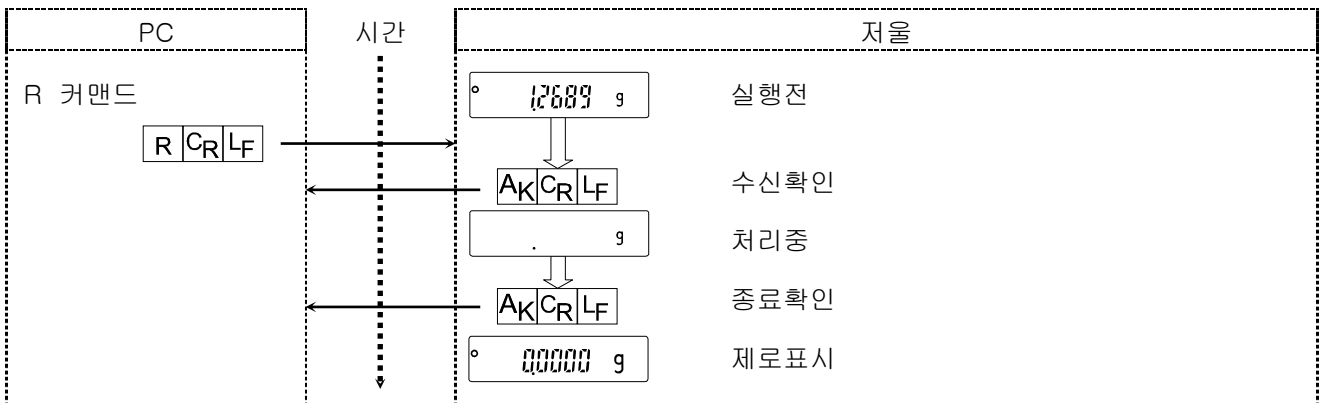 PC 시간 저울
R 커맨드
1.2689 g 실행전
R CR LF
AK CR LF 수신확인
. g 처리중
AK CR LF 종료확인
0.0000 g 제로표시